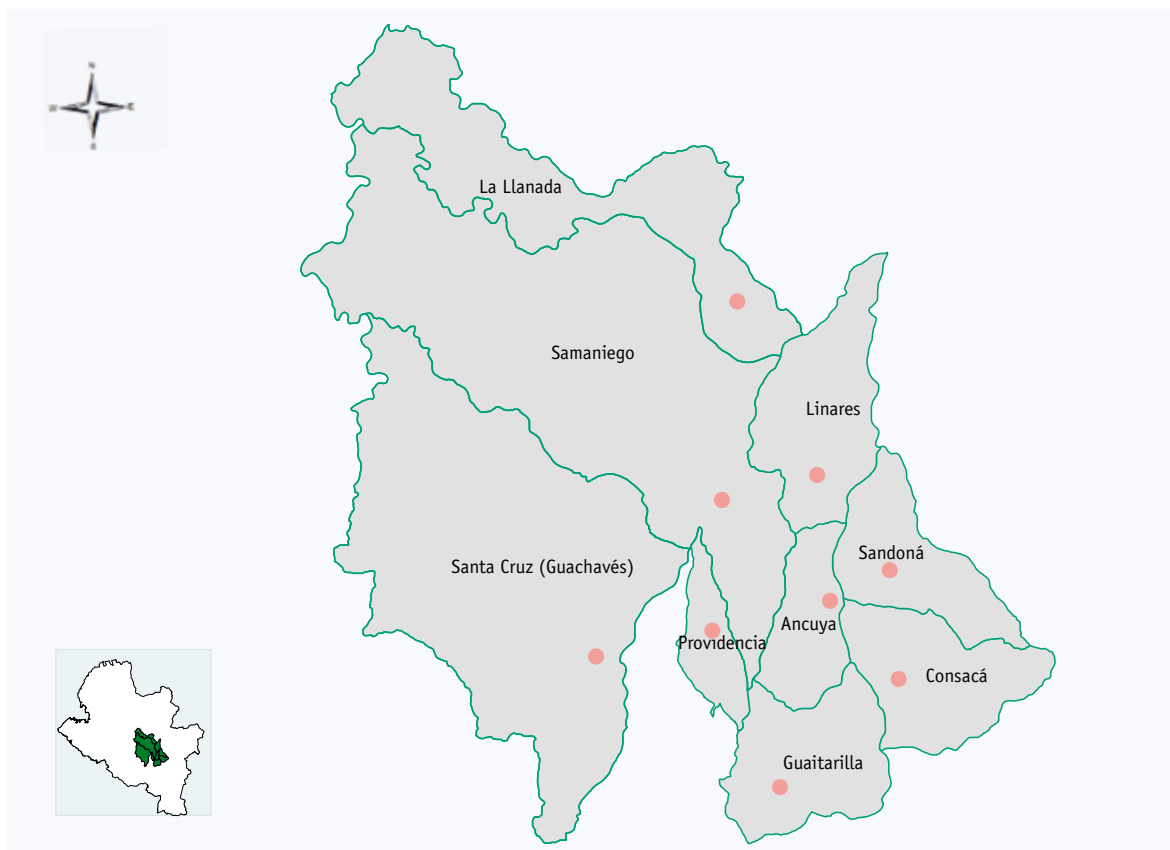 N
W E
S
La Llanada
Samaniego
Linares
Sandoná
Santa Cruz (Guachavés)
Ancuya
Providencia
Consacá
Guaitarilla